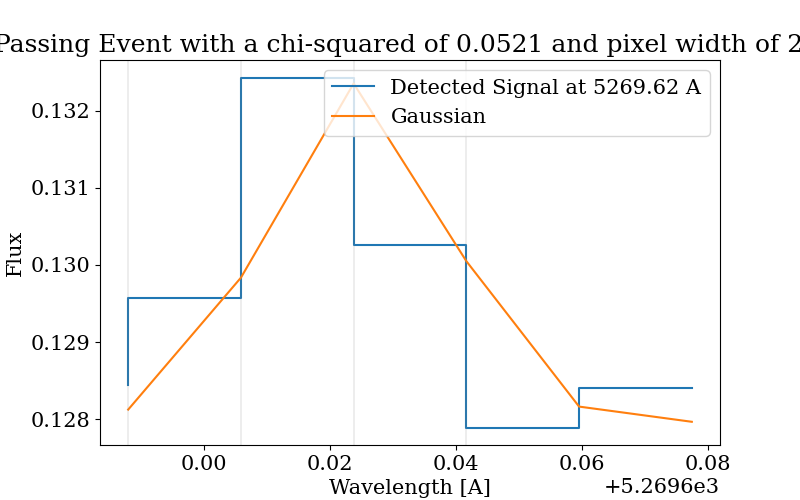 Passing Event with a chi-squared of 0.0521 and pixel width of 2
Detected Signal at 5269.62 A
Gaussian
0.132
0.131
0.130
0.129
0.128
Flux
0.00
0.02
0.04
0.06
0.08
Wavelength [A]
+5.2696e3